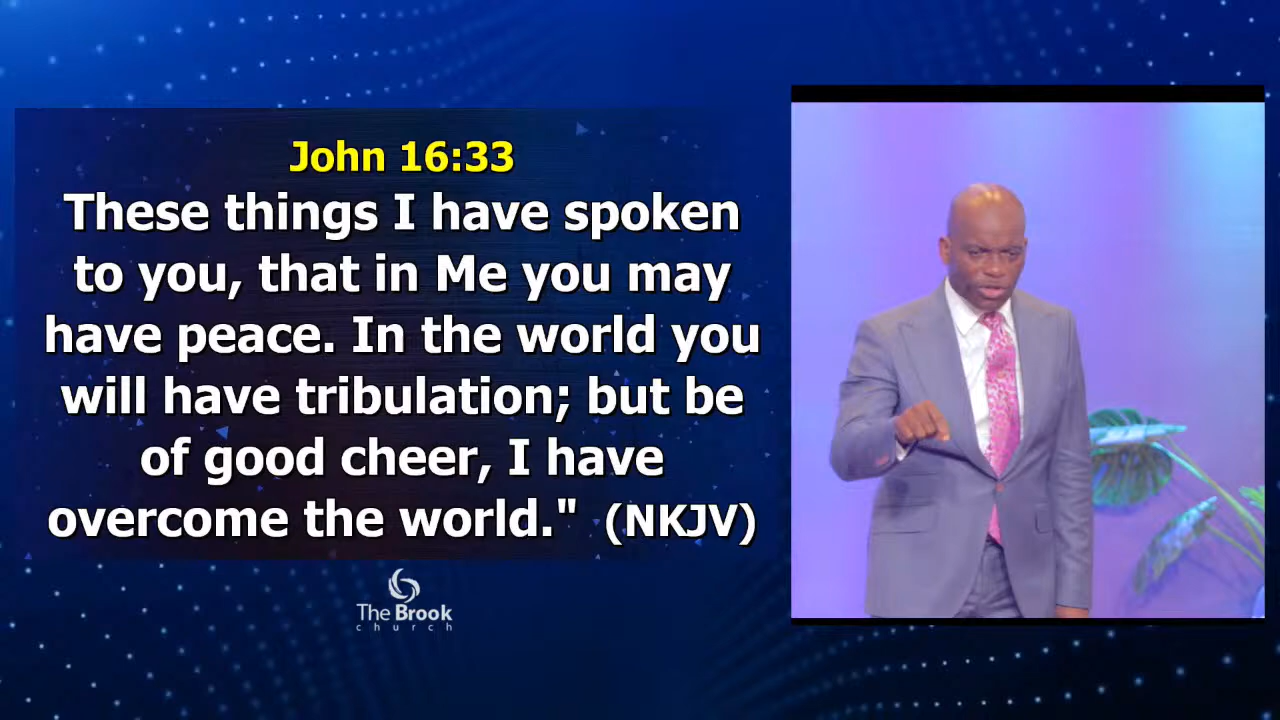 John 16:33
These things I have spoken
to you, that in Me you may
have peace. In the world you
will have tribulation; but be
of good cheer, I have
overcome the world." (NKJV)
The Brook
church